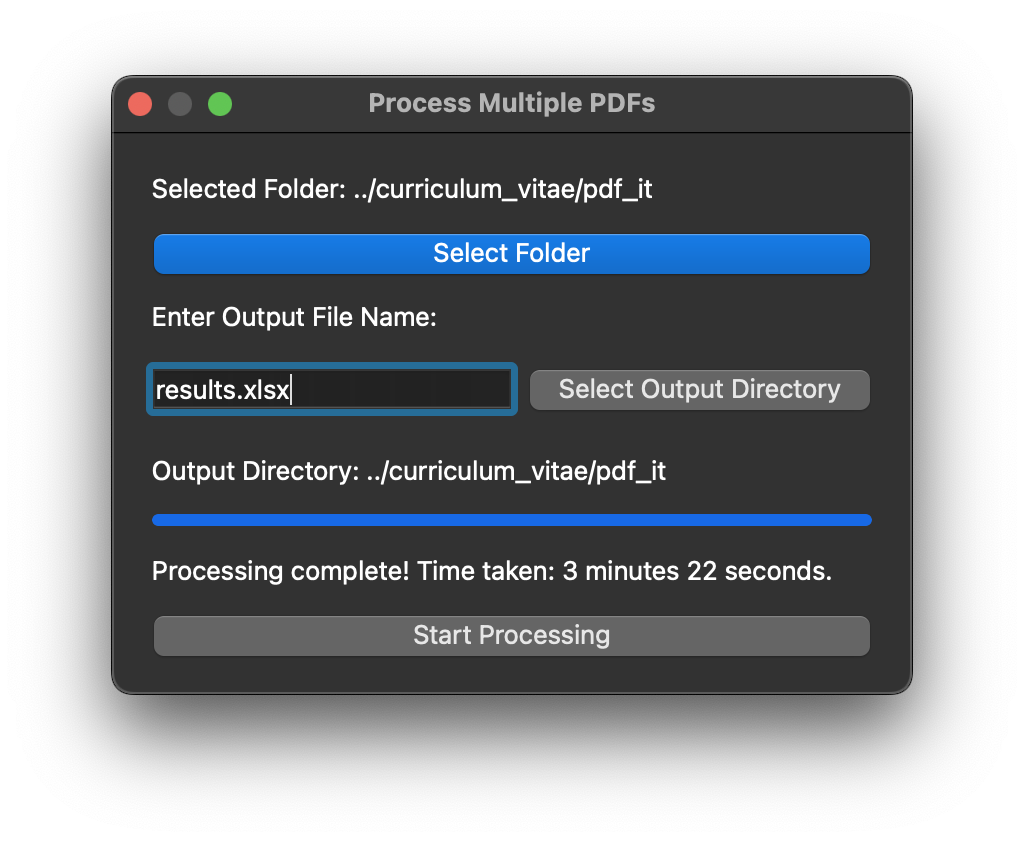 Process Multiple PDFs
Selected Folder: ../curriculum_vitae/pdf_it
Select Folder
Enter Output File Name:
results.xlsx
Select Output Directory
Output Directory: ../curriculum_vitae/pdf_it
Processing complete! Time taken: 3 minutes 22 seconds.
Start Processing